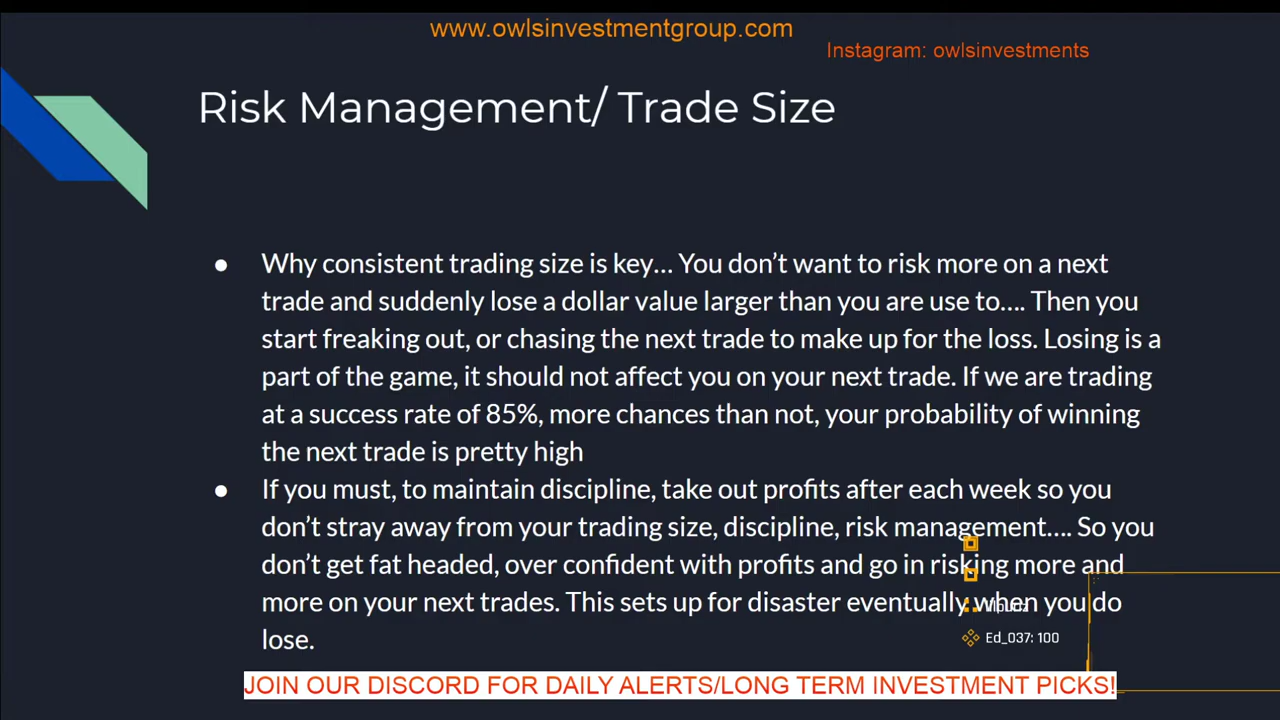 www.owlsinvestmentgroup.com
Instagram: owlsinvestments
Risk Management/ Trade Size
● Why consistent trading size is key… You don’t want to risk more on a next
trade and suddenly lose a dollar value larger than you are use to…. Then you
start freaking out, or chasing the next trade to make up for the loss. Losing is a
part of the game, it should not affect you on your next trade. If we are trading
at a success rate of 85%, more chances than not, your probability of winning
the next trade is pretty high
● If you must, to maintain discipline, take out profits after each week so you
don’t stray away from your trading size, discipline, risk management…. So you
don’t get fat headed, over confident with profits and go in risking more and
more on your next trades. This sets up for disaster eventually when you do
lose.
Ed_037: 100
JOIN OUR DISCORD FOR DAILY ALERTS/LONG TERM INVESTMENT PICKS!